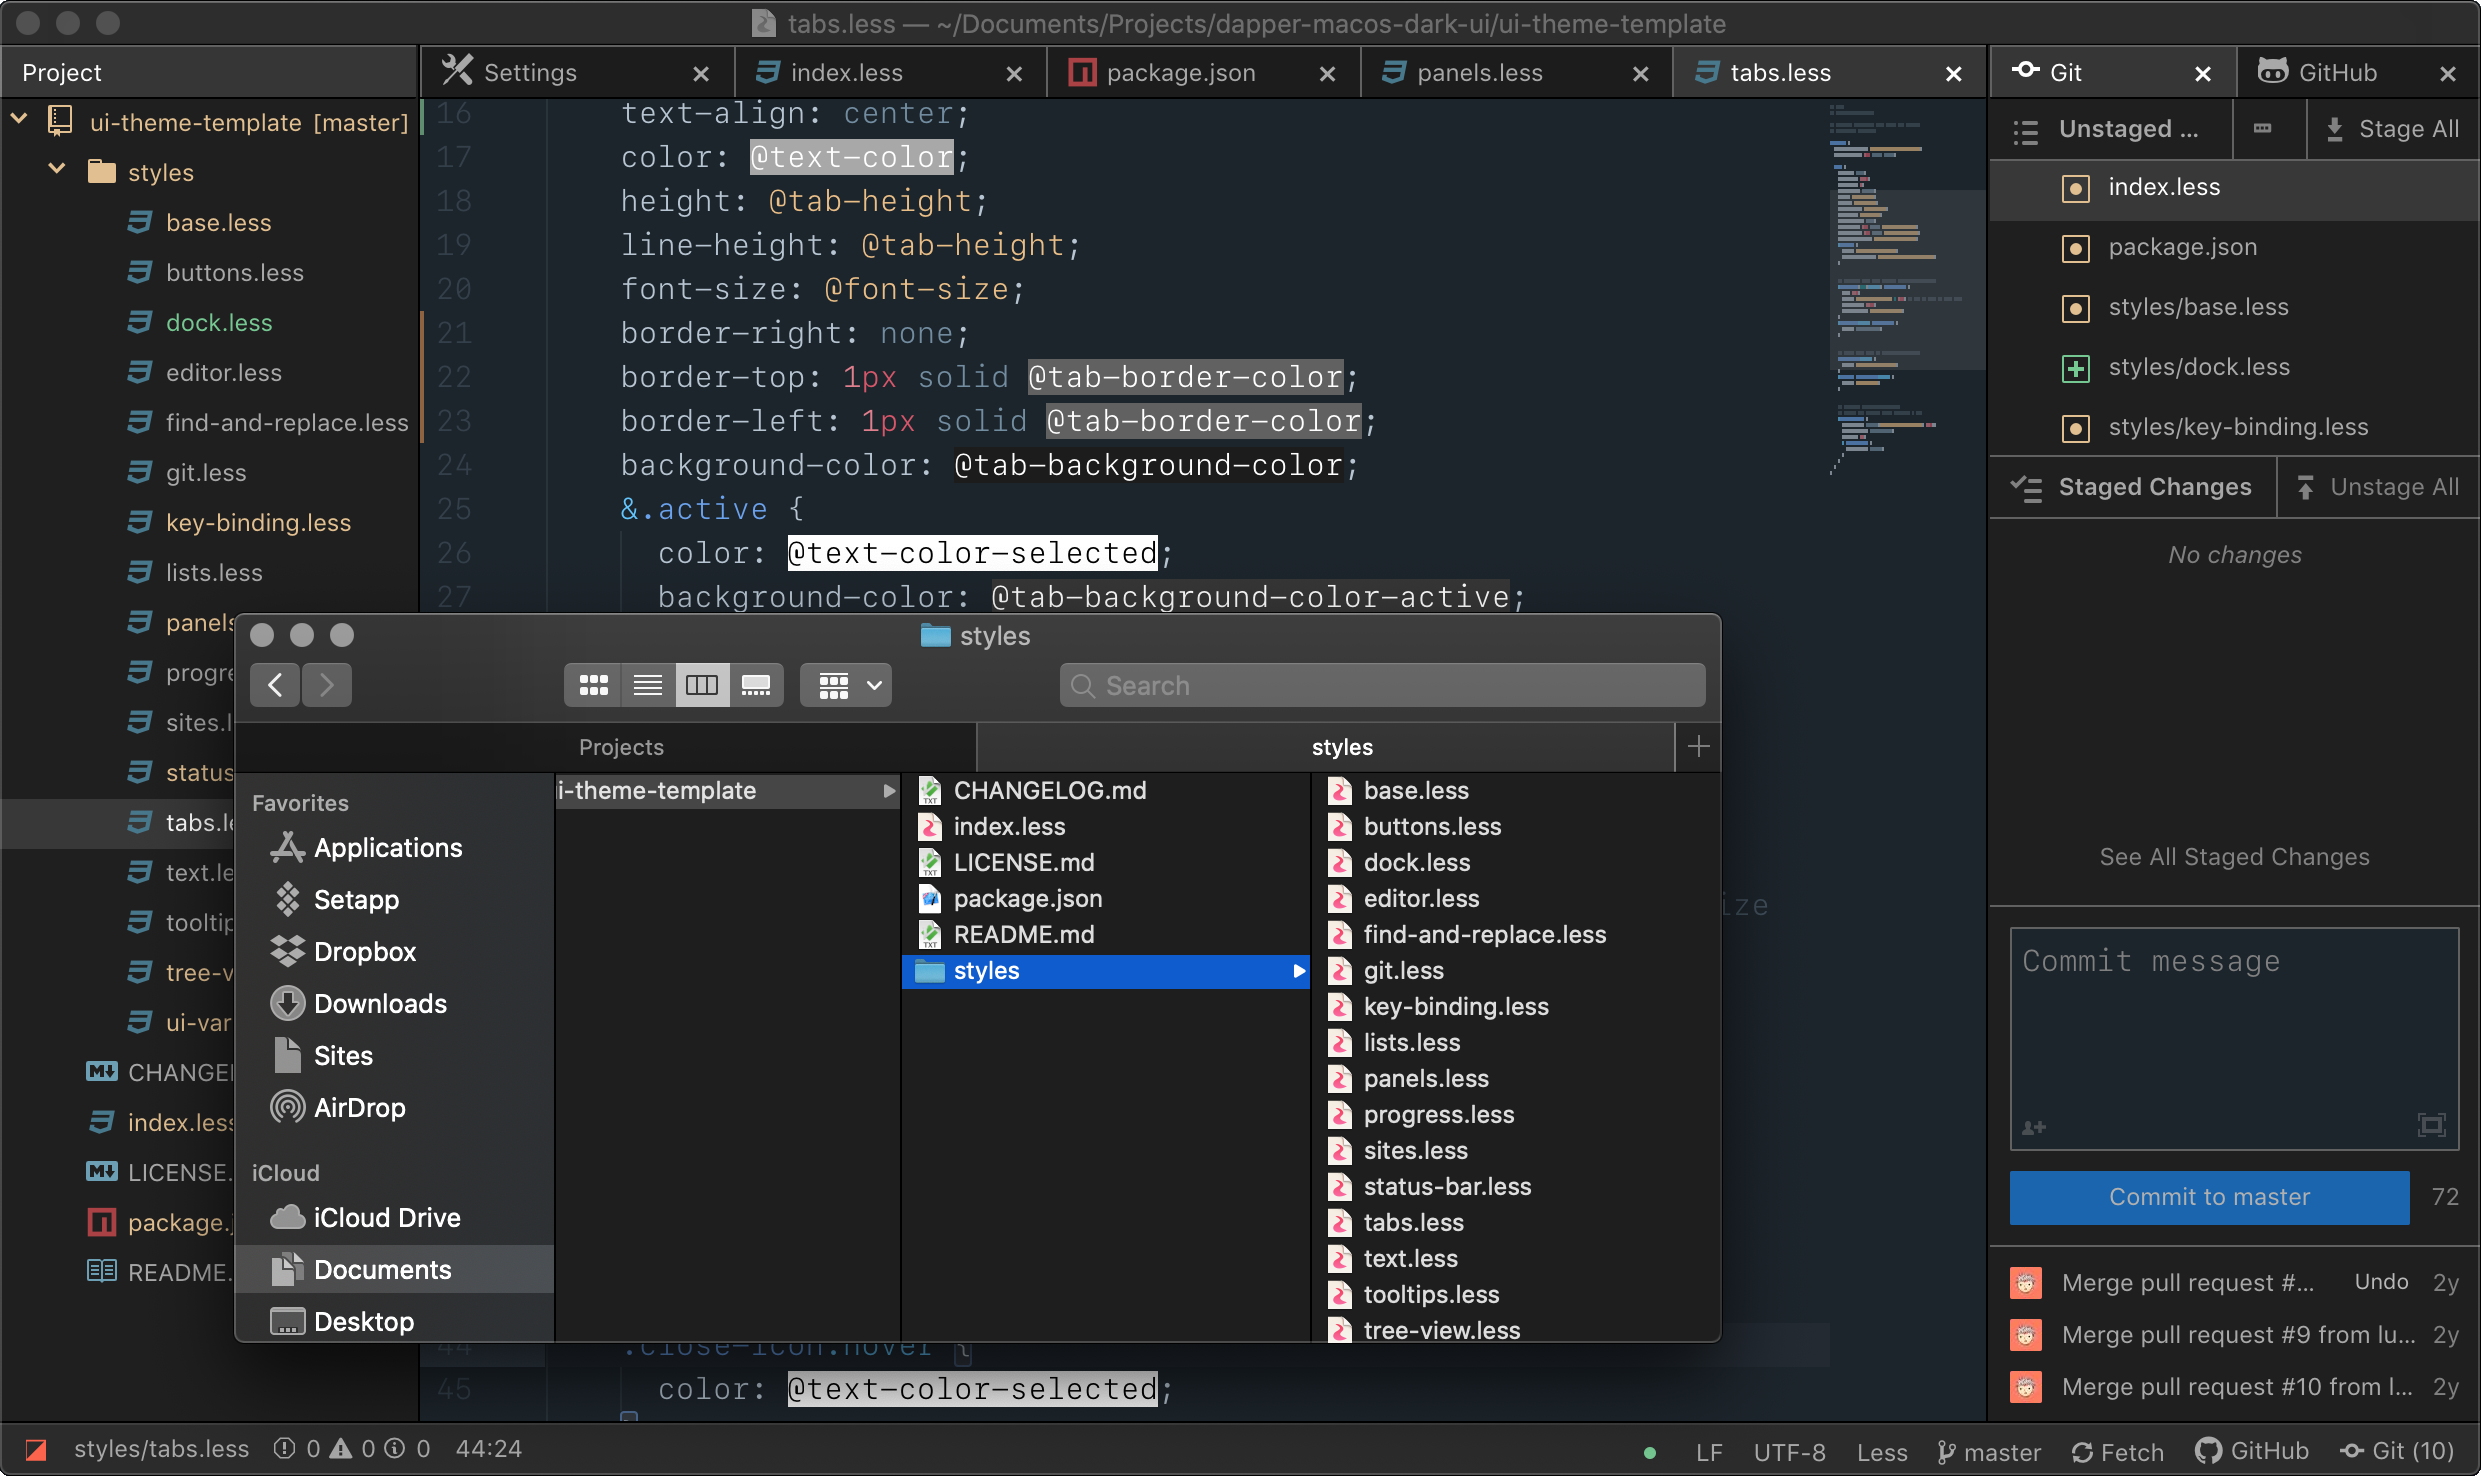 tabs.less — ~/Documents/Projects/dapper-macos-dark-ui/ui-theme-template
Project
Settings
index.less
package.json
panels.less
tabs.less
Git
GitHub
ui-theme-template [master]
styles
base.less
buttons.less
dock.less
editor.less
find-and-replace.less
git.less
key-binding.less
lists.less
panels
progre
sites.l
status
tabs.le
text.le
tooltip
tree-v
ui-var
CHANGE
index.less
LICENSE.
package.j
README.
16 text-align: center;
17 color: @text-color;
18 height: @tab-height;
19 line-height: @tab-height;
20 font-size: @font-size;
21 border-right: none;
22 border-top: 1px solid @tab-border-color;
23 border-left: 1px solid @tab-border-color;
24 background-color: @tab-background-color;
25 &.active {
26 color: @text-color-selected;
27 background-color: @tab-background-color-active;
ize
44 .close-icon:hover {
45 color: @text-color-selected;
styles
Search
Projects
styles
Favorites
Applications
Setapp
Dropbox
Downloads
Sites
AirDrop
iCloud
iCloud Drive
Documents
Desktop
i-theme-template
CHANGELOG.md
index.less
LICENSE.md
package.json
README.md
styles
base.less
buttons.less
dock.less
editor.less
find-and-replace.less
git.less
key-binding.less
lists.less
panels.less
progress.less
sites.less
status-bar.less
tabs.less
text.less
tooltips.less
tree-view.less
Unstaged ...
Stage All
index.less
package.json
styles/base.less
styles/dock.less
styles/key-binding.less
Staged Changes
Unstage All
No changes
See All Staged Changes
Commit message
Commit to master
72
Merge pull request #... Undo 2y
Merge pull request #9 from lu... 2y
Merge pull request #10 from l... 2y
styles/tabs.less 0 0 0 44:24
LF UTF-8 Less master Fetch GitHub Git (10)